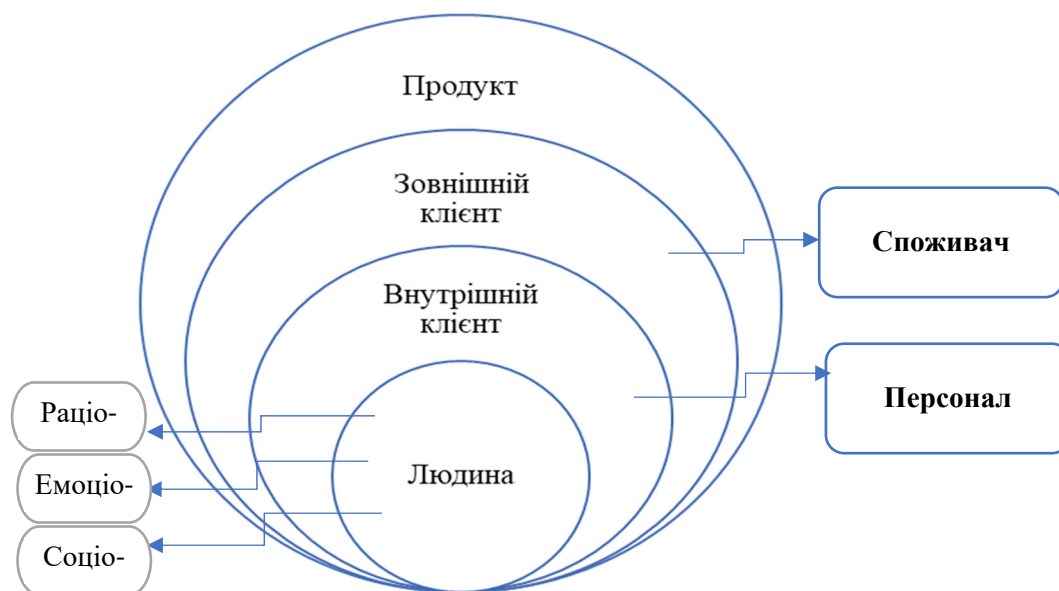 Продукт
Зовнішній
клієнт
Споживач
Внутрішній
клієнт
Персонал
Раціо-
Емоціо-
Людина
Соціо-